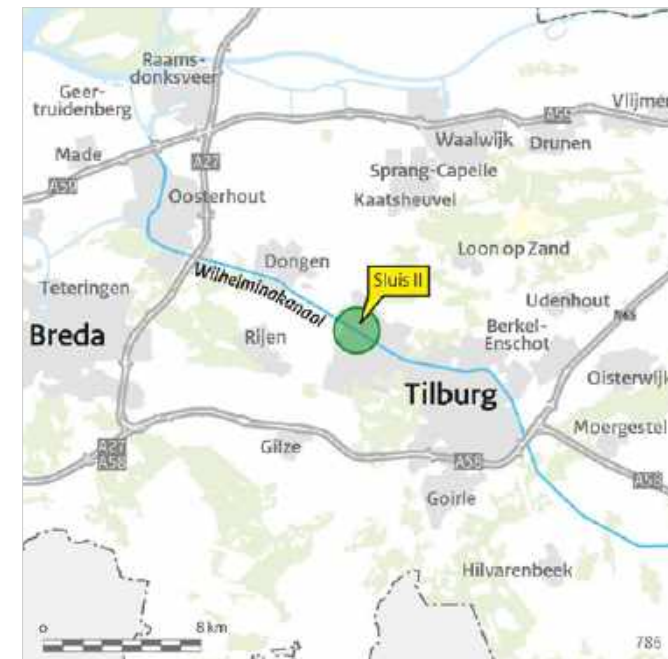 Raams-
donksveer
Geer-
truidenberg
Vlijmen
A59
Waalwijk
Drunen
Made
A27
A59
Sprang-Capelle
Oosterhout
Kaatsheuvel
Loon op Zand
Dongen
Sluis II
Wilhelminakanaal
Teteringen
Udenhout
N65
Breda
Rijen
Berkel-
Enschot
Oisterwijk
Tilburg
Moergestel
Gilze
A27
A58
A58
A58
Goirle
Hilvarenbeek
0
8 km
786